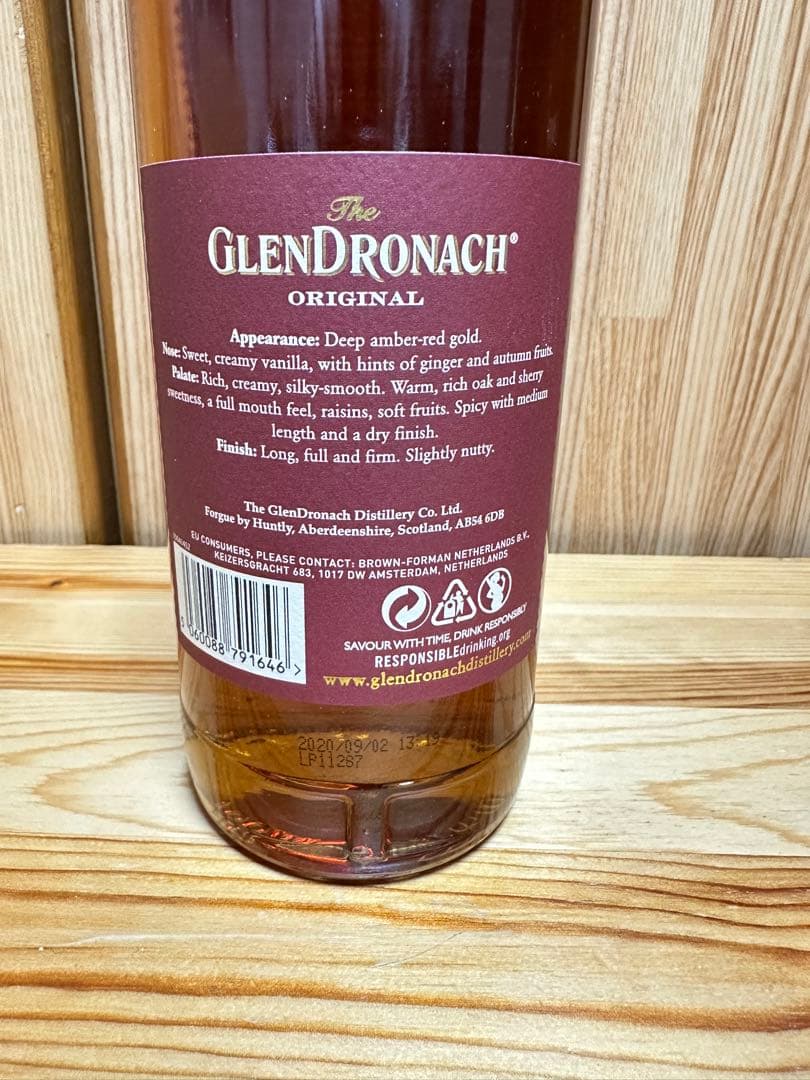 The
GLENDRONACH®
ORIGINAL
Appearance: Deep amber-red gold.
Nose: Sweet, creamy vanilla, with hints of ginger and autumn fruits.
Palate: Rich, creamy, silky-smooth. Warm, rich oak and sherry
sweetness, a full mouth feel, raisins, soft fruits. Spicy with medium
length and a dry finish.
Finish: Long, full and firm. Slightly nutty.
The GlenDronach Distillery Co. Ltd.
Forgue by Huntly, Aberdeenshire, Scotland, AB54 6DB
EU CONSUMERS, PLEASE CONTACT: BROWN-FORMAN NETHERLANDS B.V.,
KEIZERSGRACHT 683, 1017 DW AMSTERDAM, NETHERLANDS
5 060088 791646 >
SAVOUR WITH TIME, DRINK RESPONSIBLY
RESPONSIBLEdrinking.org
www.glendronachdistillery.com
2020/09/02 13:19
LP11287